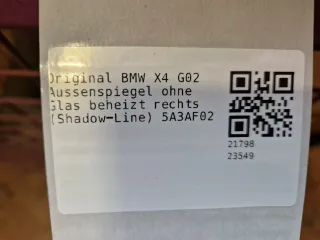 Original BMW X4 G02
Aussenspiegel ohne
Glas beheizt rechts
(Shadow-Line) 5A3AF02
21798
23549